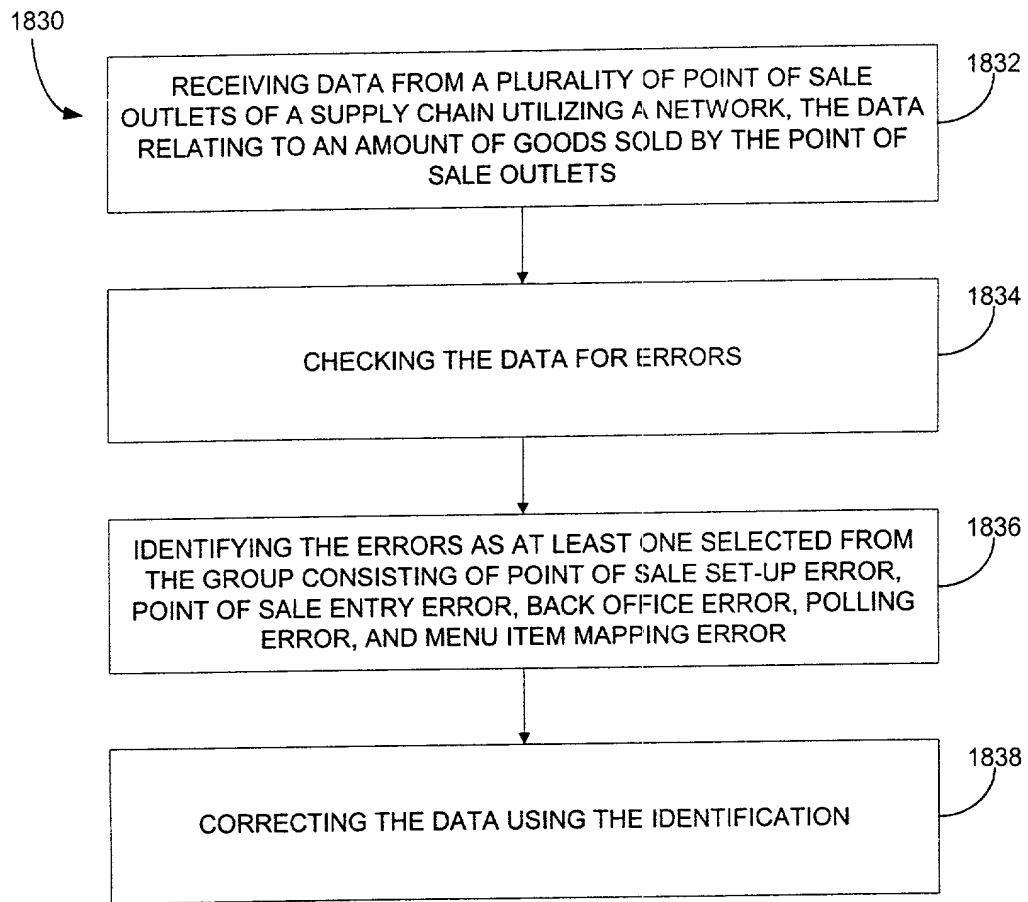 1830
RECEIVING DATA FROM A PLURALITY OF POINT OF SALE
OUTLETS OF A SUPPLY CHAIN UTILIZING A NETWORK, THE DATA
RELATING TO AN AMOUNT OF GOODS SOLD BY THE POINT OF
SALE OUTLETS
1832
CHECKING THE DATA FOR ERRORS
1834
IDENTIFYING THE ERRORS AS AT LEAST ONE SELECTED FROM
THE GROUP CONSISTING OF POINT OF SALE SET-UP ERROR,
POINT OF SALE ENTRY ERROR, BACK OFFICE ERROR, POLLING
ERROR, AND MENU ITEM MAPPING ERROR
1836
CORRECTING THE DATA USING THE IDENTIFICATION
1838